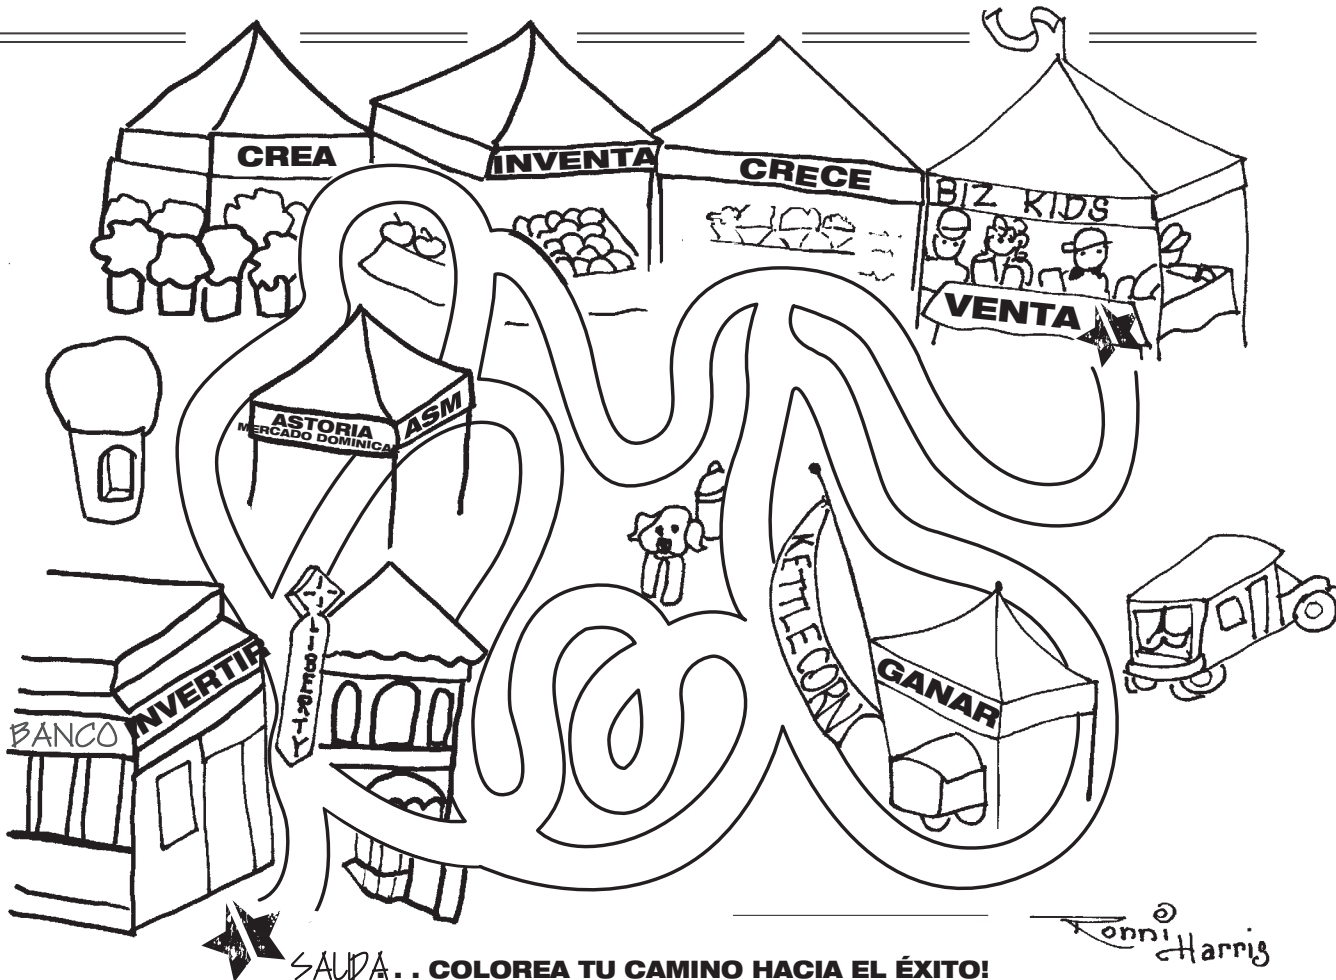 CREA
INVENTA
CRECE
BIZ KIDS
VENTA
ASTORIA
MERCADO DOMINICAL
ASM
KETTLECORN
LIBERTY
INVERTIR
BANCO
GANAR
Ronni
Harris
SALIDA. . . COLOREA TU CAMINO HACIA EL ÉXITO!